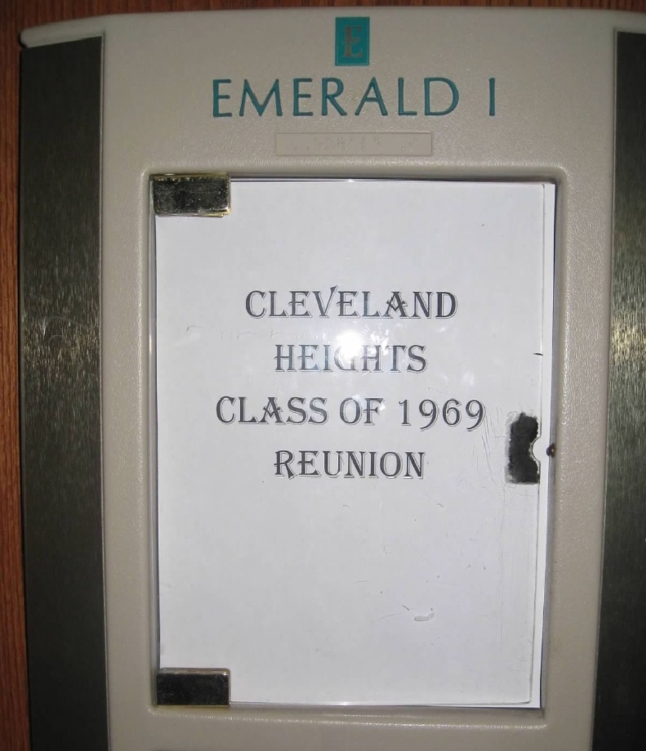 E
EMERALD I
CLEVELAND
HEIGHTS
CLASS OF 1969
REUNION